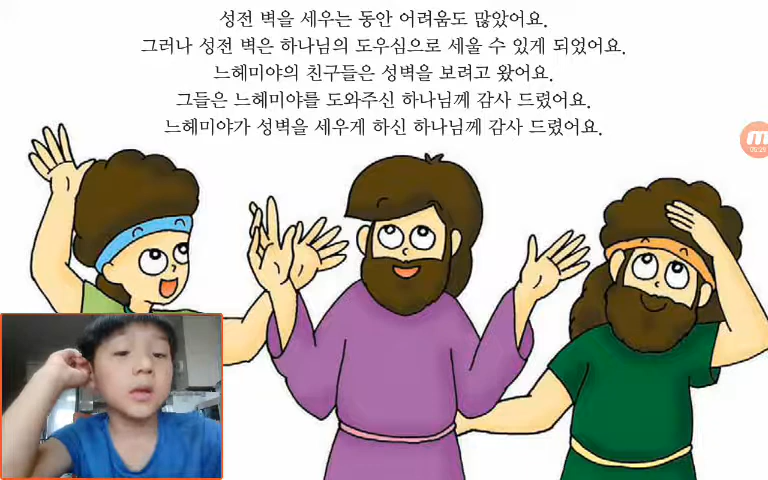 성전 벽을 세우는 동안 어려움도 많았어요.
그러나 성전 벽은 하나님의 도우심으로 세울 수 있게 되었어요.
느헤미야의 친구들은 성벽을 보려고 왔어요.
그들은 느헤미야를 도와주신 하나님께 감사 드렸어요.
느헤미야가 성벽을 세우게 하신 하나님께 감사 드렸어요.